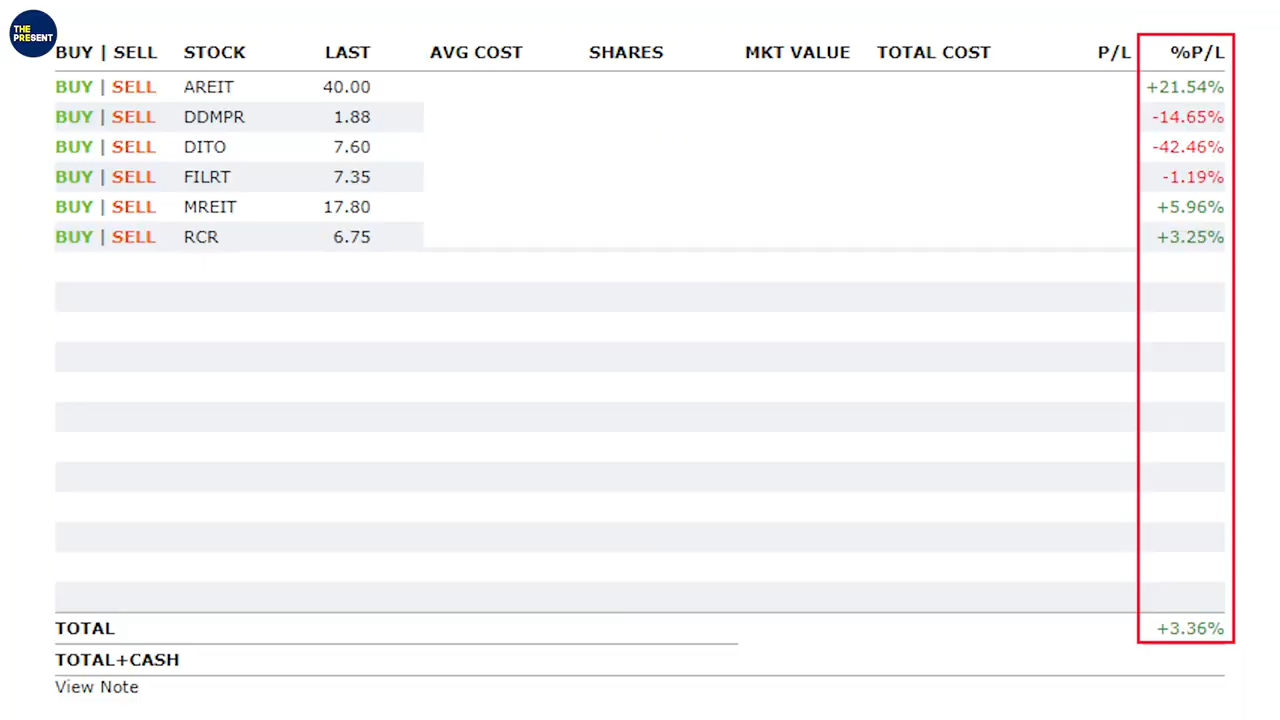 THE
PRESENT
BUY | SELL STOCK LAST AVG COST SHARES MKT VALUE TOTAL COST P/L %P/L
BUY | SELL AREIT 40.00 +21.54%
BUY | SELL DDMPR 1.88 -14.65%
BUY | SELL DITO 7.60 -42.46%
BUY | SELL FILRT 7.35 -1.19%
BUY | SELL MREIT 17.80 +5.96%
BUY | SELL RCR 6.75 +3.25%
TOTAL +3.36%
TOTAL+CASH
View Note